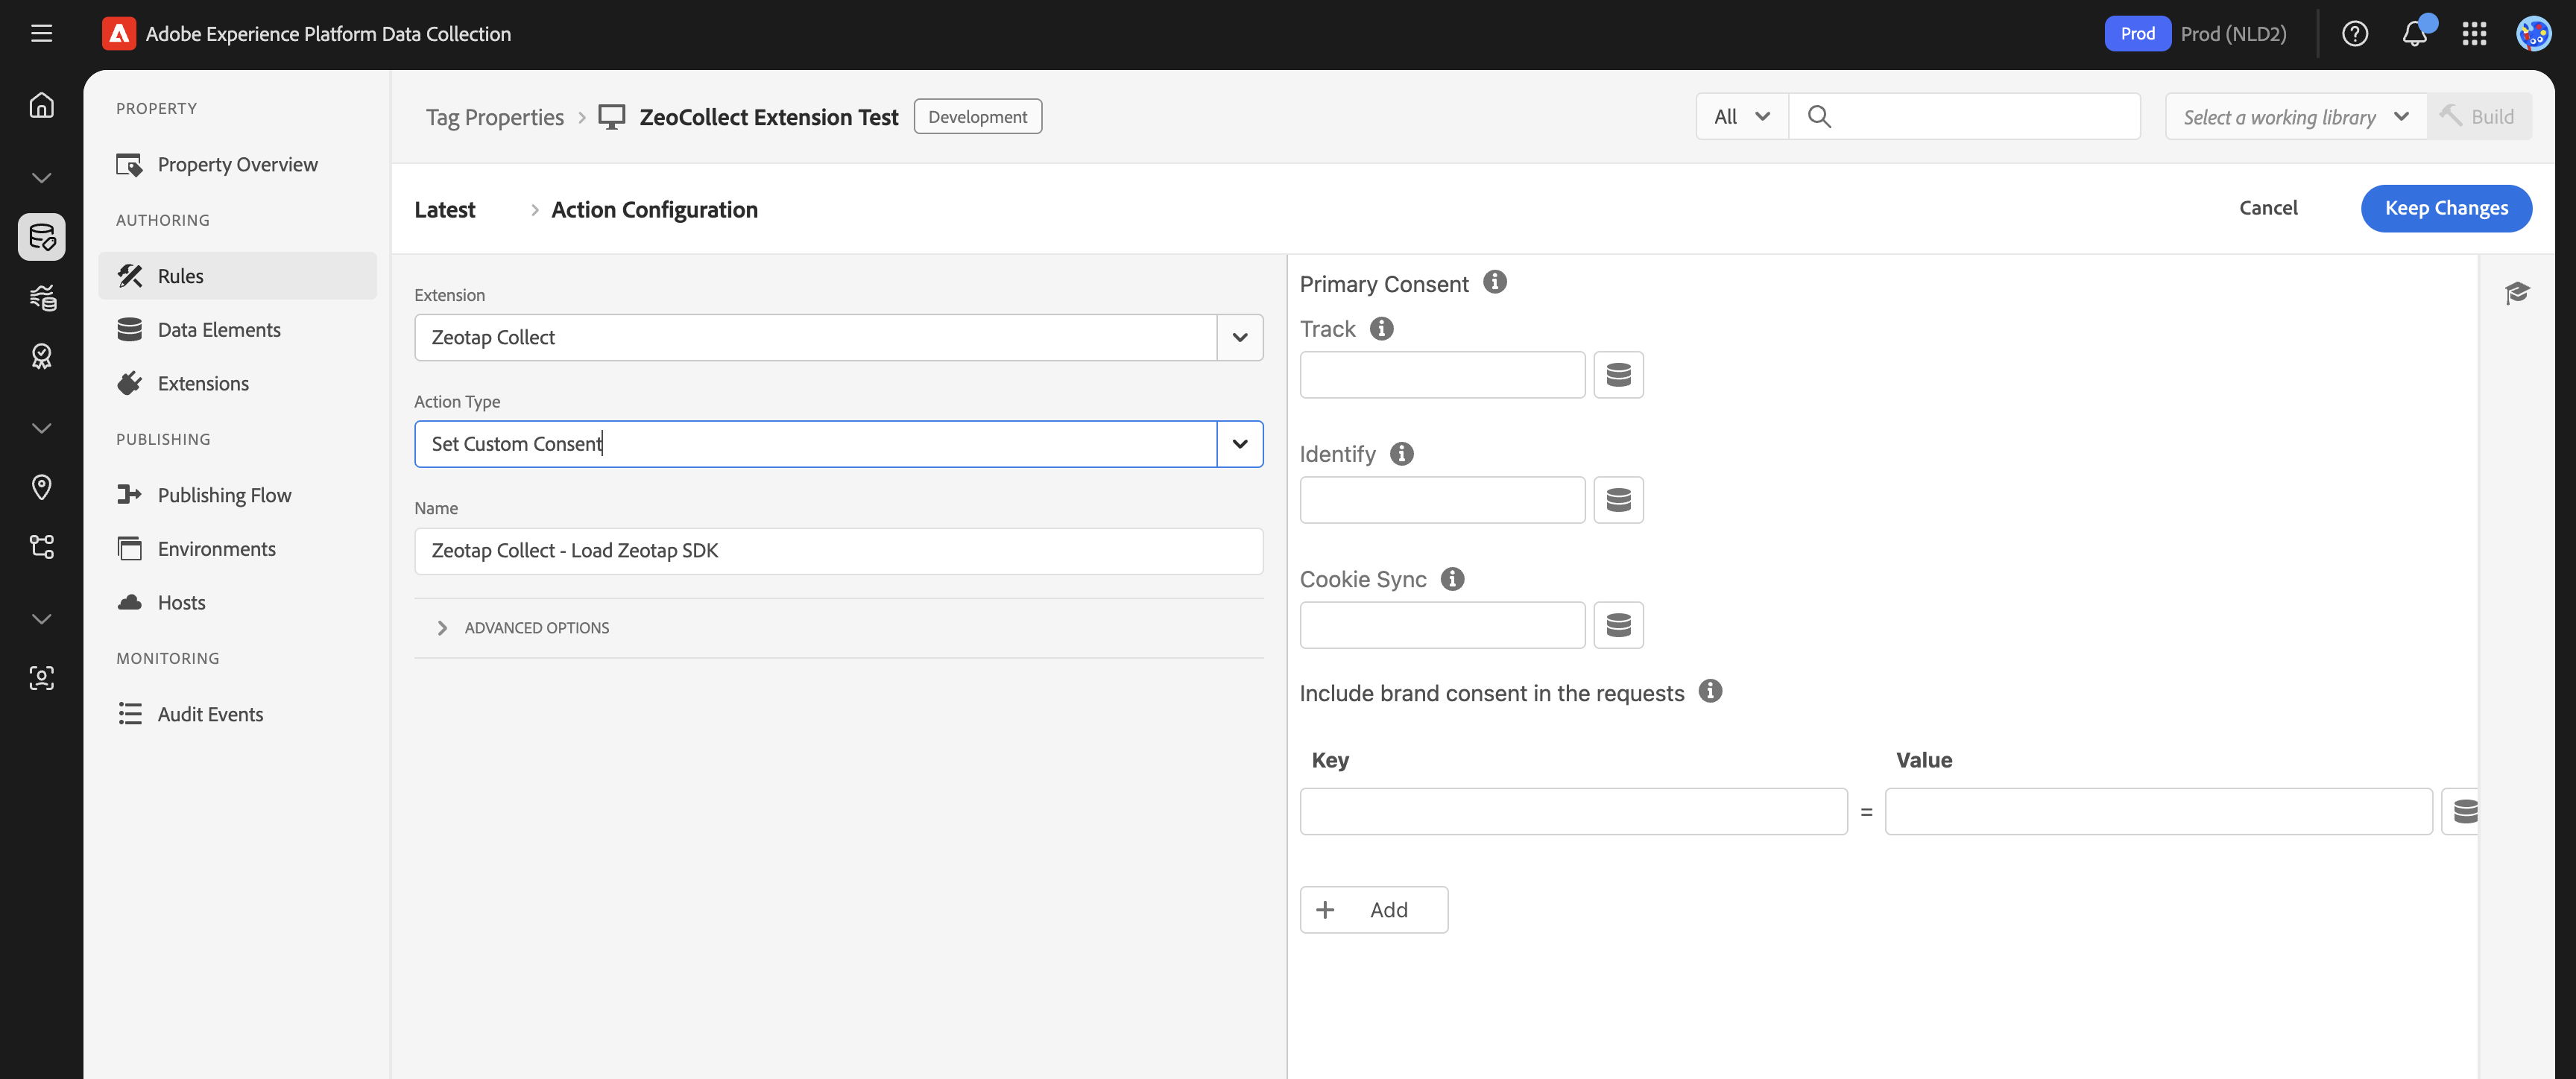 Adobe Experience Platform Data Collection
Prod
Prod (NLD2)
PROPERTY
Property Overview
AUTHORING
Rules
Data Elements
Extensions
PUBLISHING
Publishing Flow
Environments
Hosts
MONITORING
Audit Events
Tag Properties
ZeoCollect Extension Test
Development
All
Select a working library
Build
Latest
Action Configuration
Cancel
Keep Changes
Extension
Zeotap Collect
Action Type
Set Custom Consent
Name
Zeotap Collect - Load Zeotap SDK
ADVANCED OPTIONS
Primary Consent
Track
Identify
Cookie Sync
Include brand consent in the requests
Key
Value
=
+ Add